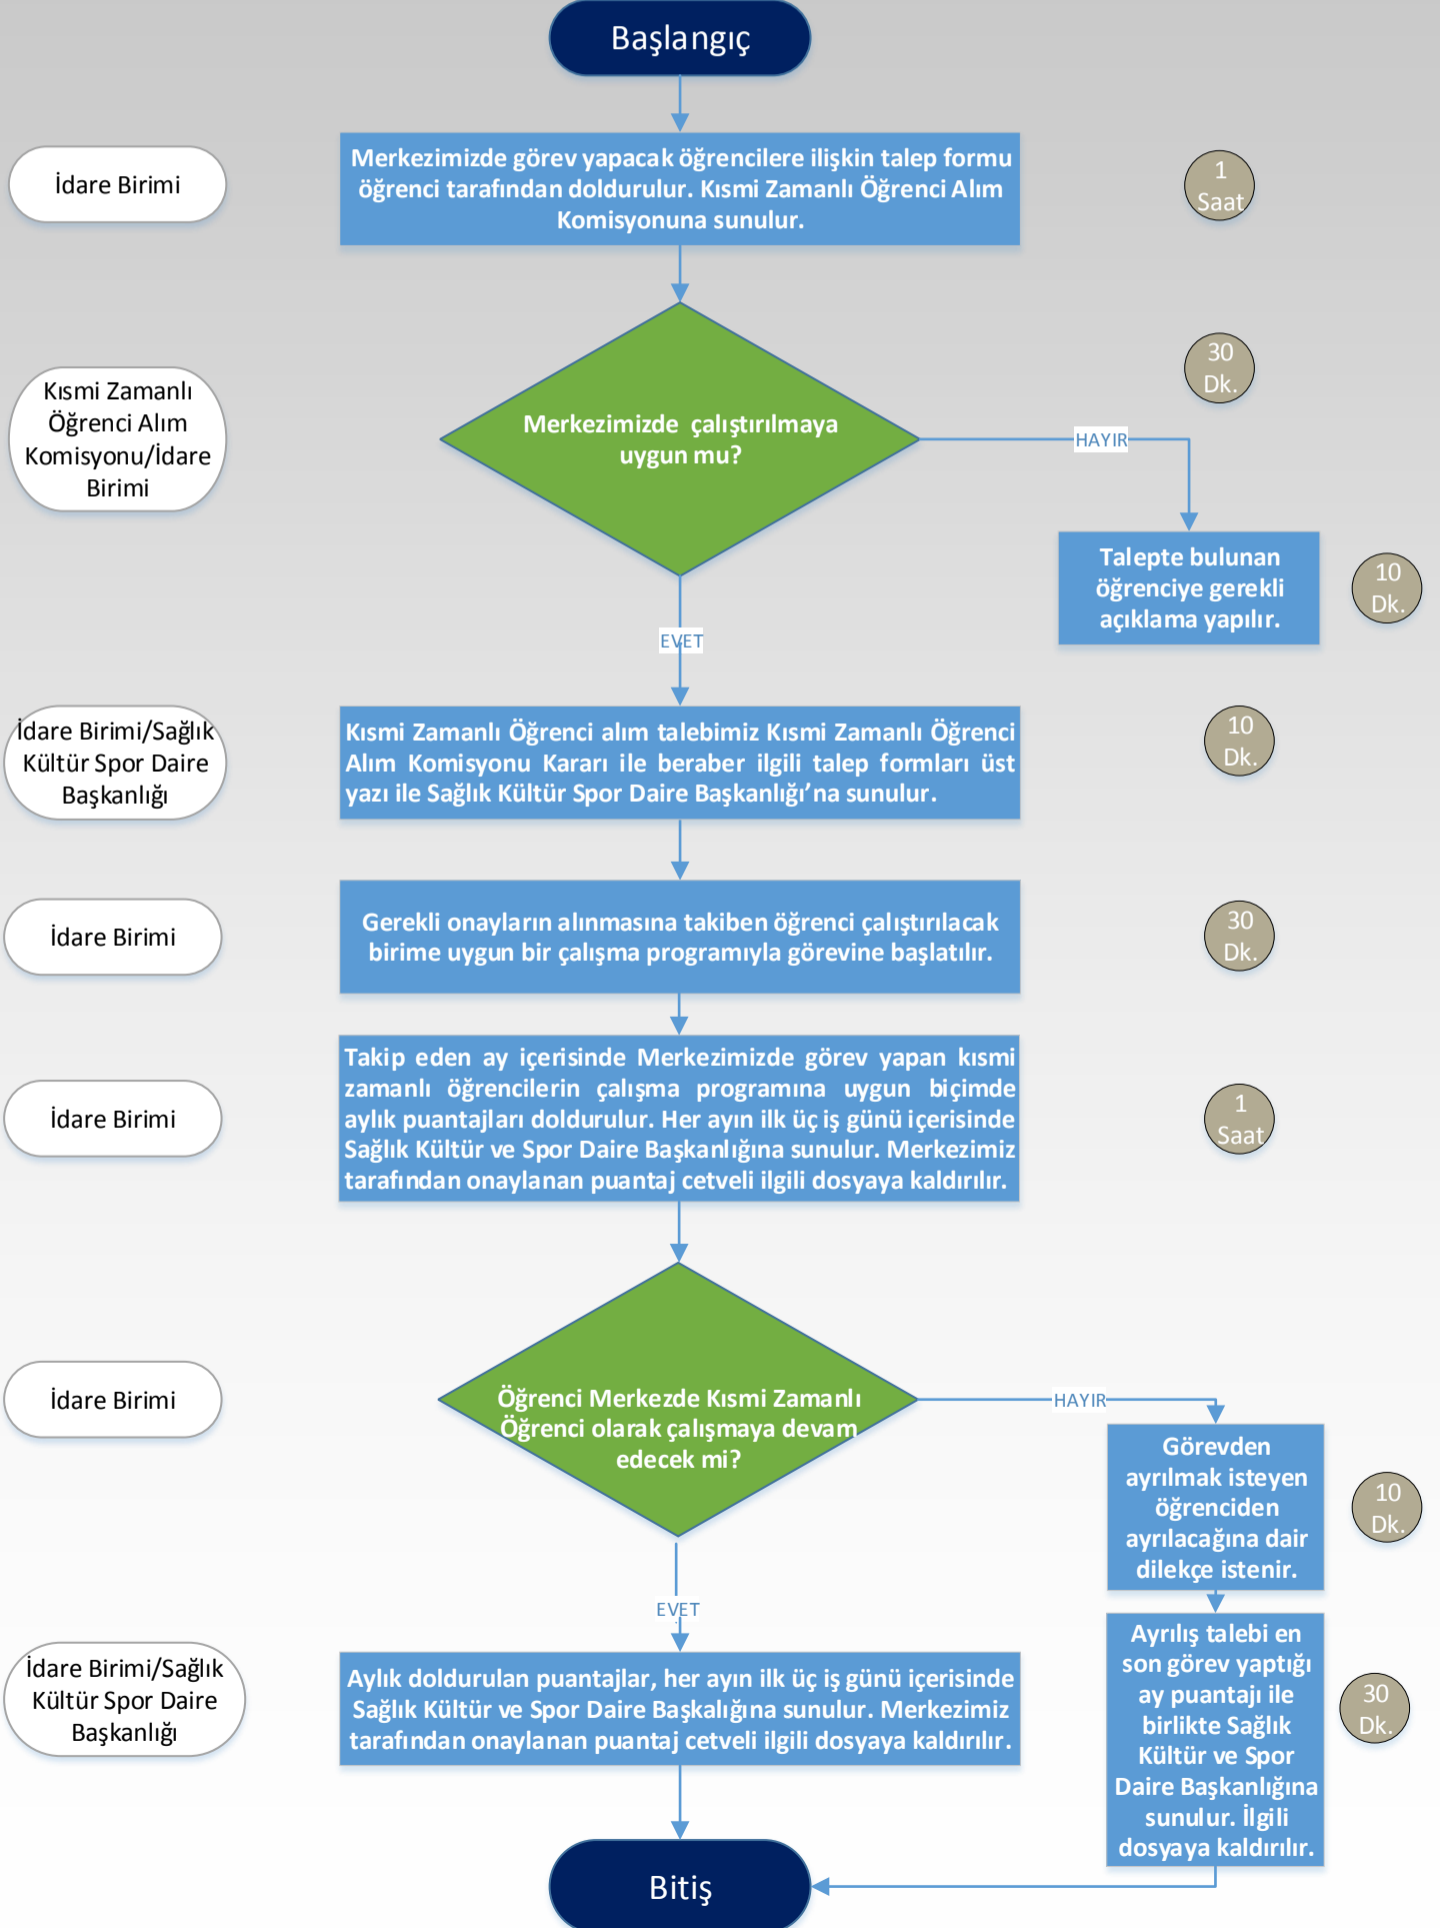 Başlangıç
İdare Birimi
Merkezimizde görev yapacak öğrencilere ilişkin talep formu
öğrenci tarafından doldurulur. Kısmi Zamanlı Öğrenci Alım
Komisyonuna sunulur.
1
Saat
Kısmi Zamanlı
Öğrenci Alım
Komisyonu/İdare
Birimi
Merkezimizde çalıştırılmaya
uygun mu?
30
Dk.
HAYIR
Talepte bulunan
öğrenciye gerekli
açıklama yapılır.
10
Dk.
EVET
İdare Birimi/Sağlık
Kültür Spor Daire
Başkanlığı
Kısmi Zamanlı Öğrenci alım talebimiz Kısmi Zamanlı Öğrenci
Alım Komisyonu Kararı ile beraber ilgili talep formları üst
yazı ile Sağlık Kültür Spor Daire Başkanlığı’na sunulur.
10
Dk.
İdare Birimi
Gerekli onayların alınmasına takiben öğrenci çalıştırılacak
birime uygun bir çalışma programıyla görevine başlatılır.
30
Dk.
İdare Birimi
Takip eden ay içerisinde Merkezimizde görev yapan kısmi
zamanlı öğrencilerin çalışma programına uygun biçimde
aylık puantajları doldurulur. Her ayın ilk üç iş günü içerisinde
Sağlık Kültür ve Spor Daire Başkanlığına sunulur. Merkezimiz
tarafından onaylanan puantaj cetveli ilgili dosyaya kaldırılır.
1
Saat
İdare Birimi
Öğrenci Merkezde Kısmi Zamanlı
Öğrenci olarak çalışmaya devam
edecek mi?
HAYIR
Görevden
ayrılmak isteyen
öğrenciden
ayrılacağına dair
dilekçe istenir.
10
Dk.
EVET
İdare Birimi/Sağlık
Kültür Spor Daire
Başkanlığı
Aylık doldurulan puantajlar, her ayın ilk üç iş günü içerisinde
Sağlık Kültür ve Spor Daire Başkalığına sunulur. Merkezimiz
tarafından onaylanan puantaj cetveli ilgili dosyaya kaldırılır.
Ayrılış talebi en
son görev yaptığı
ay puantajı ile
birlikte Sağlık
Kültür ve Spor
Daire Başkanlığına
sunulur. İlgili
dosyaya kaldırılır.
30
Dk.
Bitiş